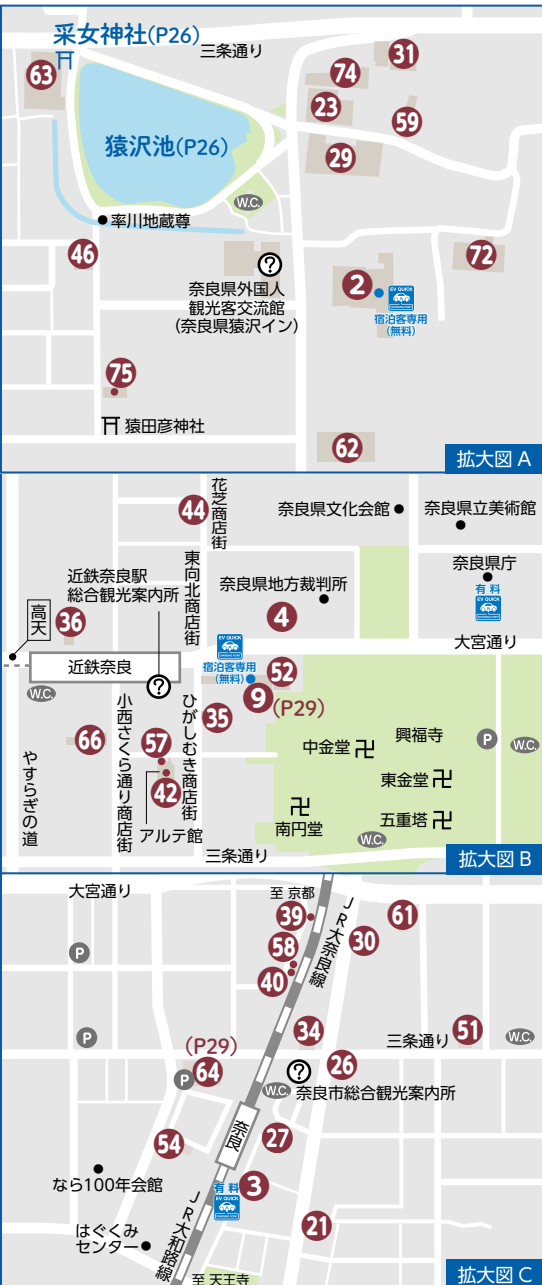 采女神社(P26)
三条通り
63
31
74
23
59
29
猿沢池(P26)
W.C.
率川地蔵尊
46
72
?
2
EV QUICK
奈良県外国人
観光客交流館
(奈良県猿沢イン)
宿泊客専用
(無料)
75
猿田彦神社
62
拡大図 A
44
花芝商店街
奈良県文化会館
奈良県立美術館
近鉄奈良駅
総合観光案内所
東向北商店街
奈良県地方裁判所
奈良県庁
有料
EV QUICK
高天
36
4
大宮通り
EV QUICK
宿泊客専用
(無料)
近鉄奈良
52
W.C.
?
9
(P29)
35
小西さくら通り商店街
ひがしむき商店街
66
57
42
アルテ館
やすらぎの道
中金堂
興福寺
P
W.C.
東金堂
南円堂
五重塔
W.C.
三条通り
拡大図 B
大宮通り
至 京都
39
JR大奈良線
61
30
P
58
40
34
51
三条通り
W.C.
P
(P29)
64
P
?
26
W.C.
奈良市総合観光案内所
奈良
27
54
なら100年会館
有料
EV QUICK
3
はぐくみ
センター
JR大和路線
21
至 天王寺
拡大図 C